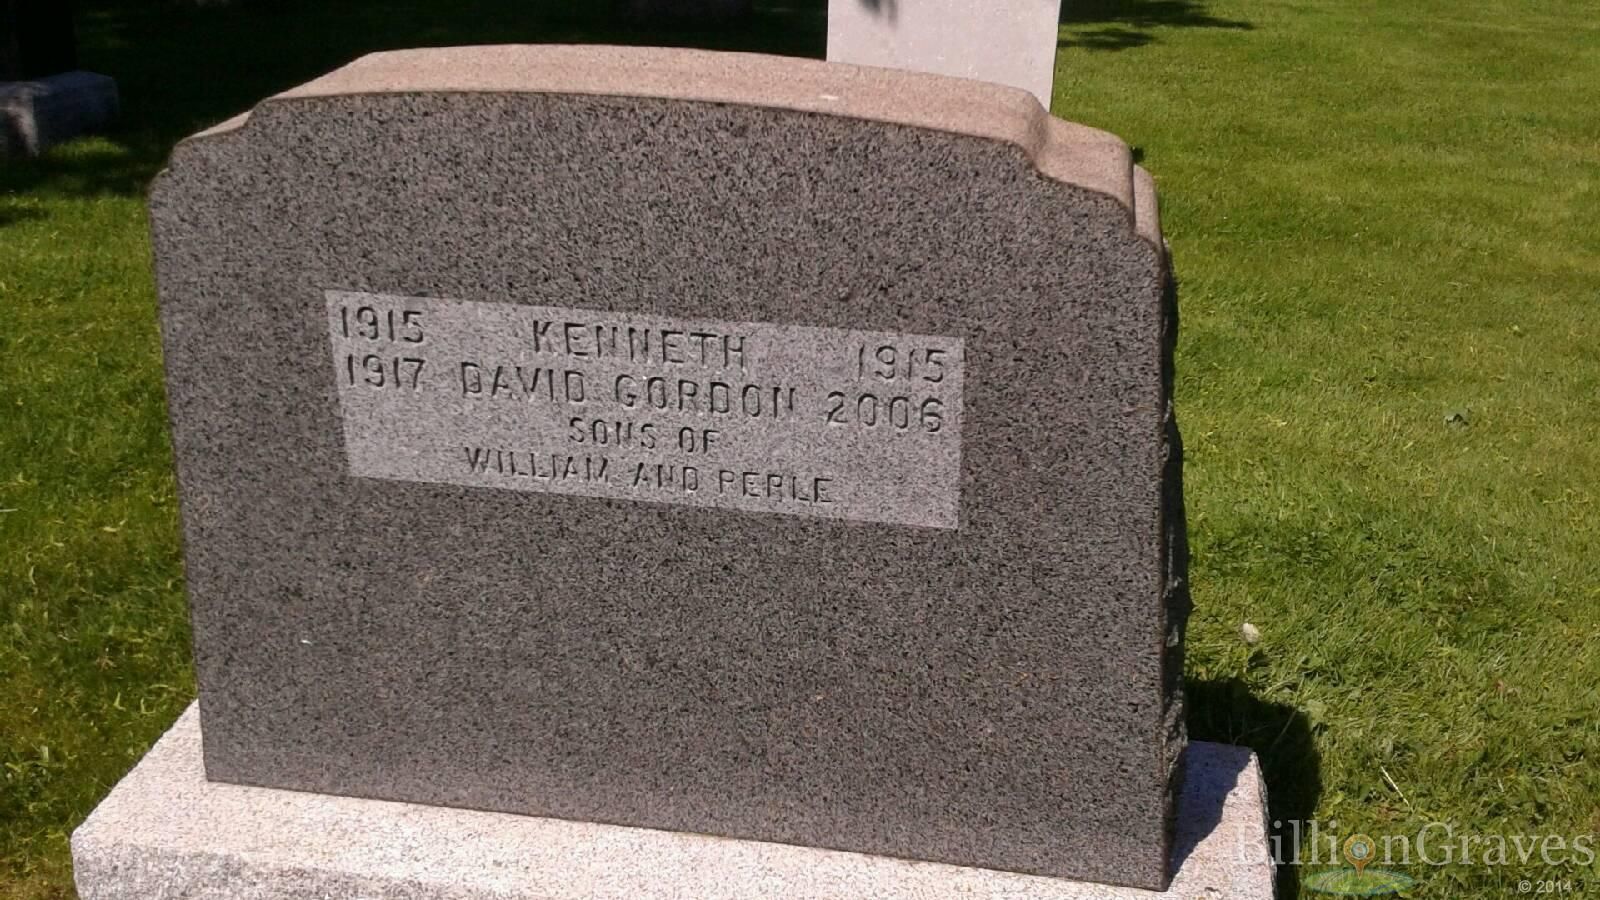 1915 KENNETH 1915
1917 DAVID GORDON 2006
SONS OF
WILLIAM AND PERLE
BillionGraves
© 2014